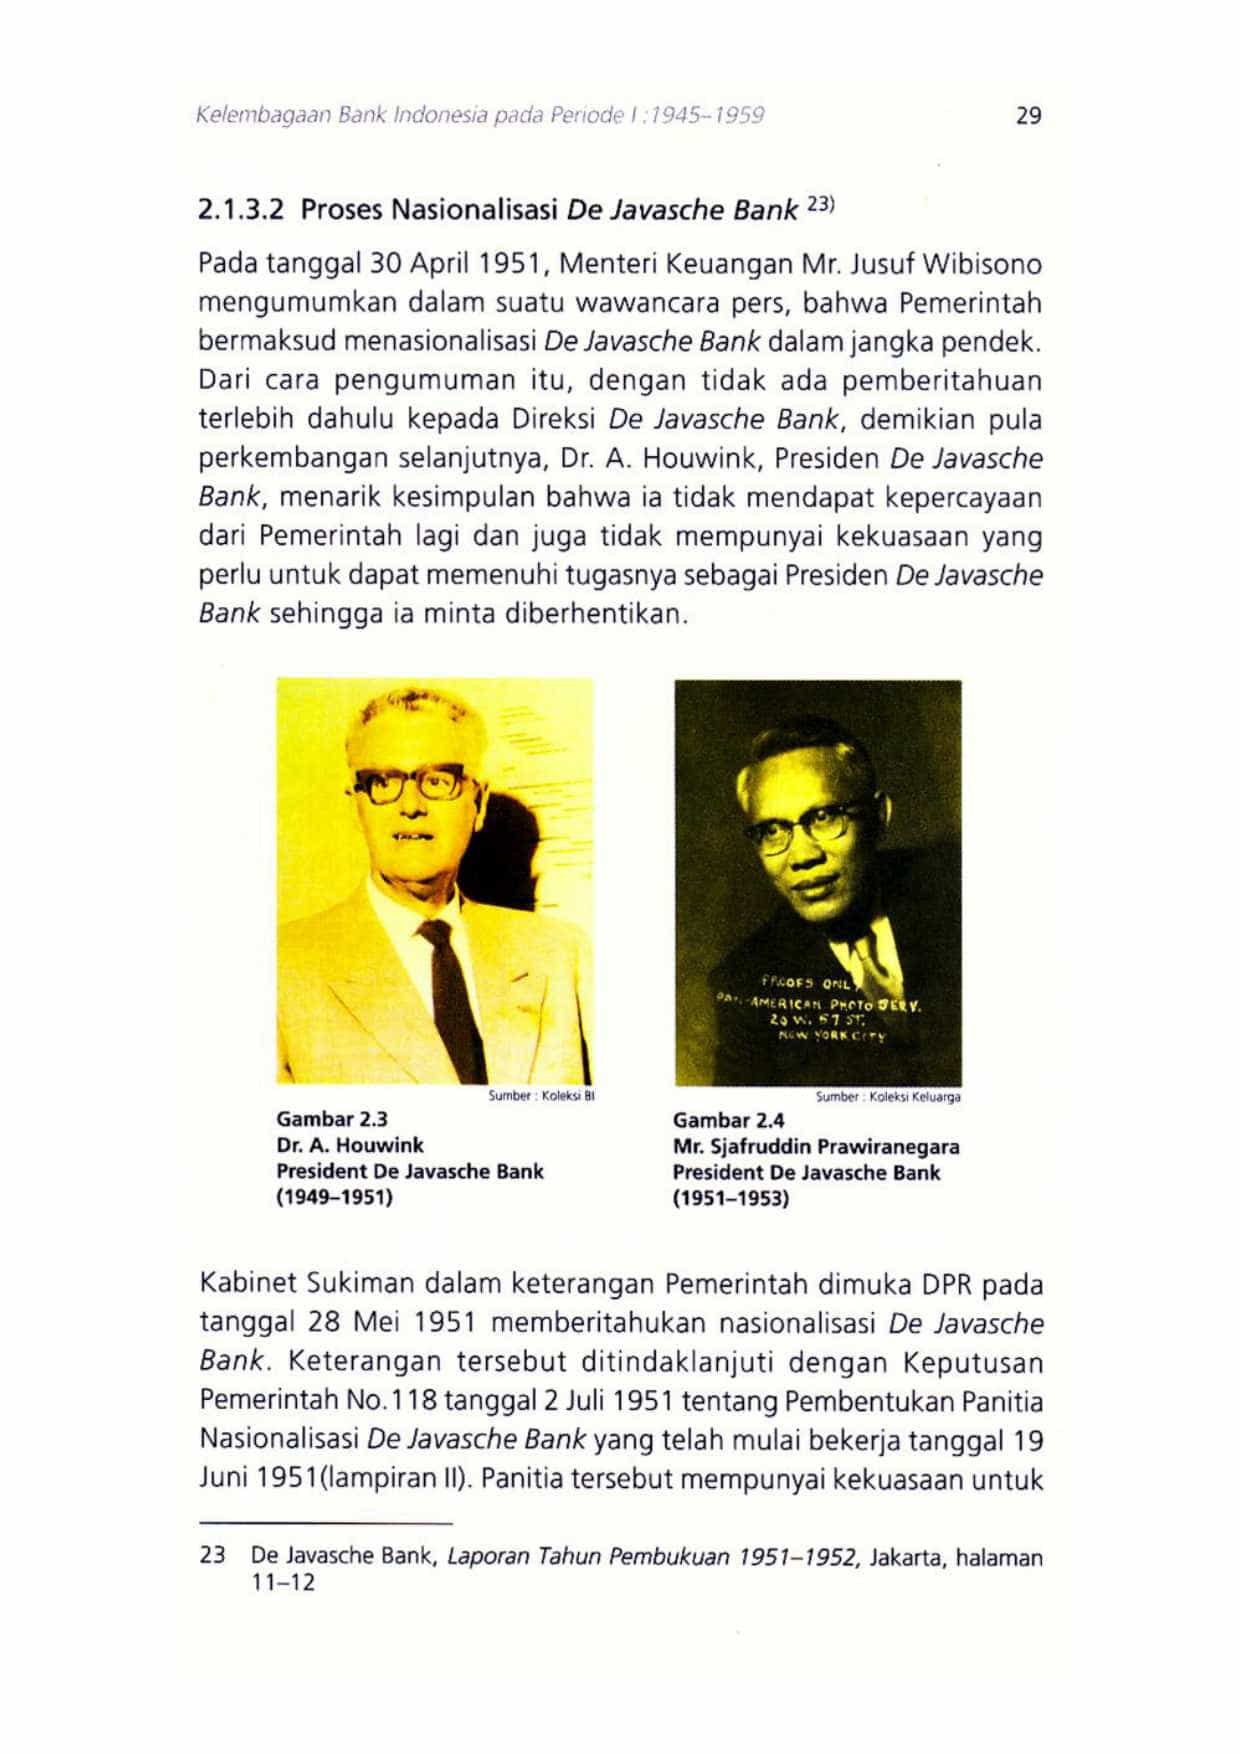 Kelembagaan Bank Indonesia pada Periode I :1945–1959
29
2.1.3.2 Proses Nasionalisasi De Javasche Bank 23)
Pada tanggal 30 April 1951, Menteri Keuangan Mr. Jusuf Wibisono
mengumumkan dalam suatu wawancara pers, bahwa Pemerintah
bermaksud menasionalisasi De Javasche Bank dalam jangka pendek.
Dari cara pengumuman itu, dengan tidak ada pemberitahuan
terlebih dahulu kepada Direksi De Javasche Bank, demikian pula
perkembangan selanjutnya, Dr. A. Houwink, Presiden De Javasche
Bank, menarik kesimpulan bahwa ia tidak mendapat kepercayaan
dari Pemerintah lagi dan juga tidak mempunyai kekuasaan yang
perlu untuk dapat memenuhi tugasnya sebagai Presiden De Javasche
Bank sehingga ia minta diberhentikan.
Sumber : Koleksi BI
Gambar 2.3
Dr. A. Houwink
President De Javasche Bank
(1949–1951)
PROOFS ONLY
PAN-AMERICAN PHOTO SERV.
20 W. 57 ST.
NEW YORK CITY
Sumber : Koleksi Keluarga
Gambar 2.4
Mr. Sjafruddin Prawiranegara
President De Javasche Bank
(1951–1953)
Kabinet Sukiman dalam keterangan Pemerintah dimuka DPR pada
tanggal 28 Mei 1951 memberitahukan nasionalisasi De Javasche
Bank. Keterangan tersebut ditindaklanjuti dengan Keputusan
Pemerintah No.118 tanggal 2 Juli 1951 tentang Pembentukan Panitia
Nasionalisasi De Javasche Bank yang telah mulai bekerja tanggal 19
Juni 1951(lampiran II). Panitia tersebut mempunyai kekuasaan untuk
23 De Javasche Bank, Laporan Tahun Pembukuan 1951–1952, Jakarta, halaman
11–12